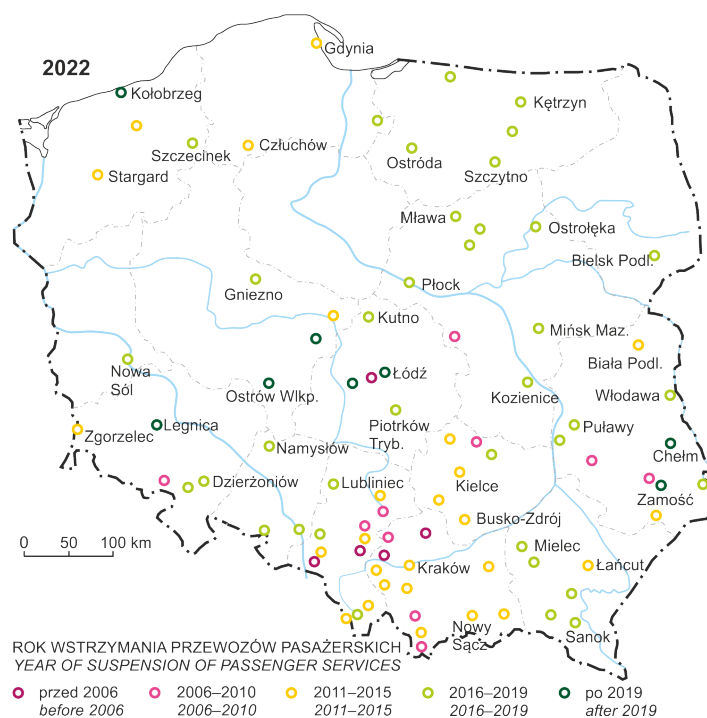 Gdynia
2022
Kołobrzeg
Kętrzyn
Człuchów
Szczecinek
Ostróda
Stargard
Szczytno
Mława
Ostrołęka
Bielsk Podl.
Płock
Gniezno
Kutno
Mińsk Maz.
Biała Podl.
Nowa
Sól
Łódź
Ostrów Wlkp.
Kozienice
Włodawa
Piotrków
Tryb.
Puławy
Legnica
Zgorzelec
Chełm
Namysłów
Dzierżoniów
Lubliniec
Kielce
Zamość
Busko-Zdrój
0 50 100 km
Mielec
Kraków
Łańcut
Nowy
Sącz
Sanok
ROK WSTRZYMANIA PRZEWOZÓW PASAŻERSKICH
YEAR OF SUSPENSION OF PASSENGER SERVICES
przed 2006 2006–2010 2011–2015 2016–2019 po 2019
before 2006 2006–2010 2011–2015 2016–2019 after 2019